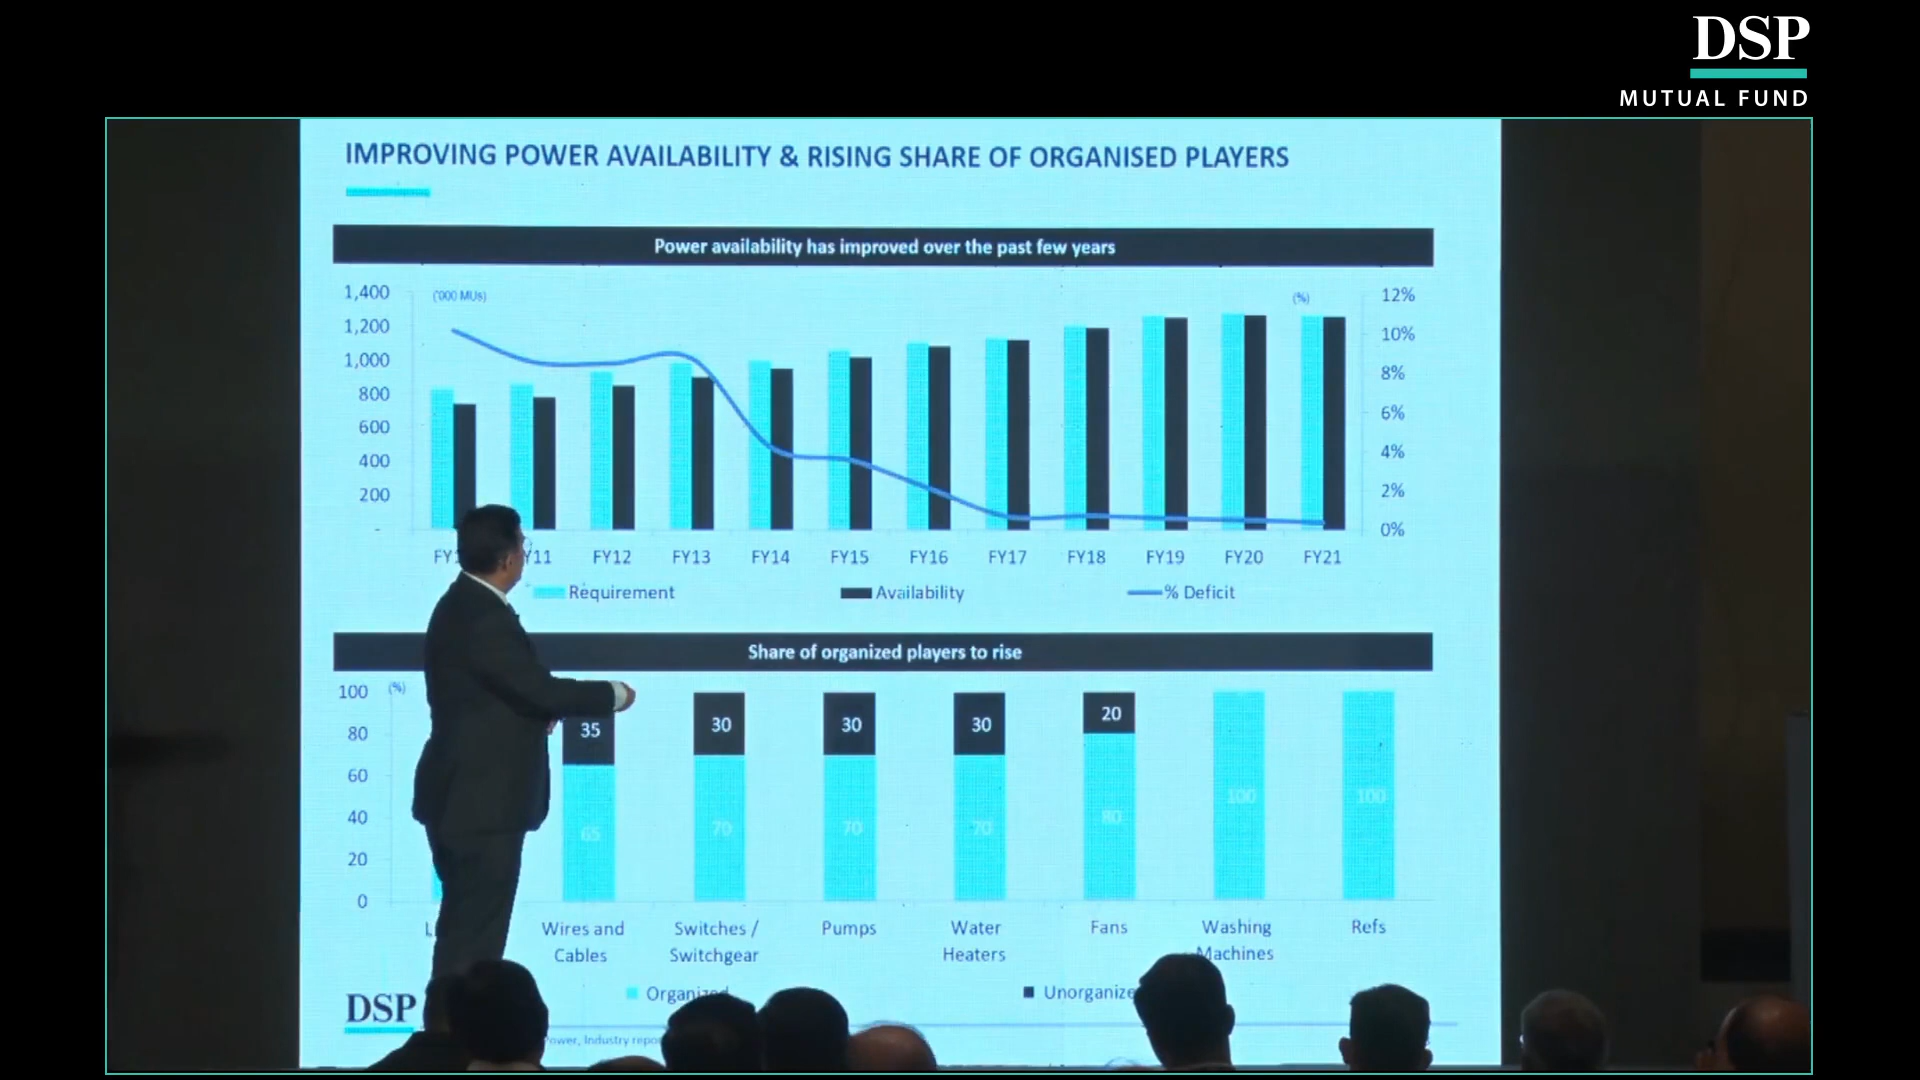 DSP
MUTUAL FUND
IMPROVING POWER AVAILABILITY & RISING SHARE OF ORGANISED PLAYERS
Power availability has improved over the past few years
1,400
1,200
1,000
800
600
400
200
-
('000 MUs)
(%)
12%
10%
8%
6%
4%
2%
0%
FY11 FY12 FY13 FY14 FY15 FY16 FY17 FY18 FY19 FY20 FY21
Requirement Availability % Deficit
Share of organized players to rise
100
80
60
40
20
0
(%)
35 30 30 30 20
65 70 70 70 80 100 100
Wires and Cables
Switches / Switchgear
Pumps
Water Heaters
Fans
Washing Machines
Refs
Organized
Unorganize
DSP
Industry